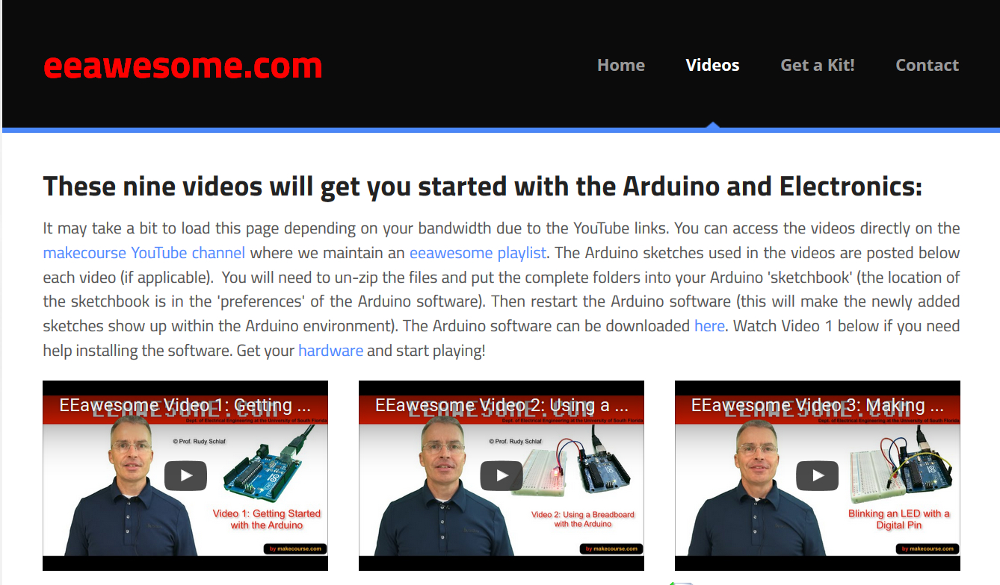 eeawesome.com
Home Videos Get a Kit! Contact
These nine videos will get you started with the Arduino and Electronics:
It may take a bit to load this page depending on your bandwidth due to the YouTube links. You can access the videos directly on the
makecourse YouTube channel where we maintain an eeawesome playlist. The Arduino sketches used in the videos are posted below
each video (if applicable).  You will need to un-zip the files and put the complete folders into your Arduino 'sketchbook' (the location of
the sketchbook is in the 'preferences' of the Arduino software). Then restart the Arduino software (this will make the newly added
sketches show up within the Arduino environment). The Arduino software can be downloaded here. Watch Video 1 below if you need
help installing the software. Get your hardware and start playing!
EEawesome Video 1: Getting ...
EEAWESOME.COM
Dept. of Electrical Engineering at the University of South Florida
© Prof. Rudy Schlaf
Video 1: Getting Started
with the Arduino
by makecourse.com
EEawesome Video 2: Using a ...
EEAWESOME.COM
Dept. of Electrical Engineering at the University of South Florida
© Prof. Rudy Schlaf
Video 2: Using a Breadboard
with the Arduino
by makecourse.com
EEawesome Video 3: Making ...
EEAWESOME.COM
Dept. of Electrical Engineering at the University of South Florida
Blinking an LED with a
Digital Pin
by makecourse.com